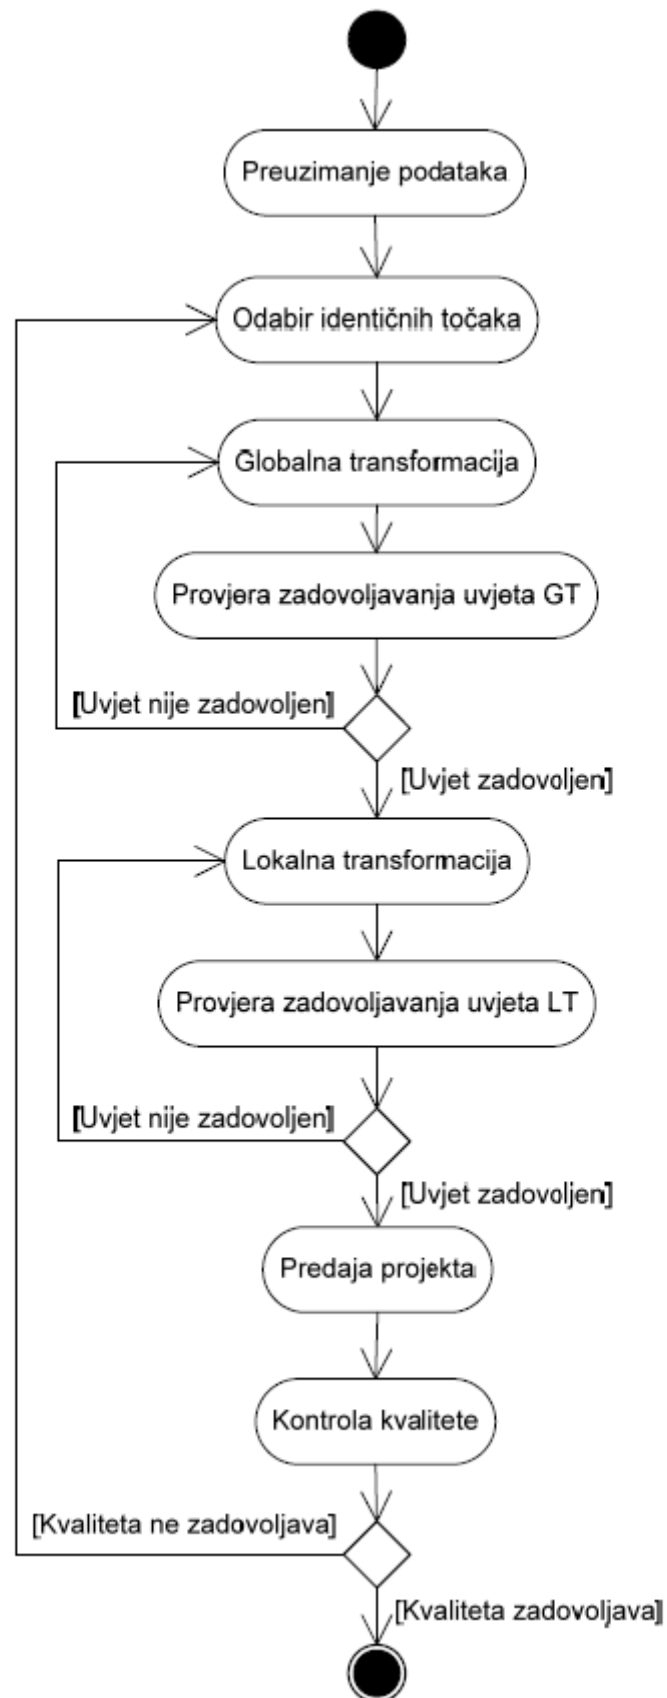 Preuzimanje podataka
Odabir identičnih točaka
Globalna transformacija
Provjera zadovoljavanja uvjeta GT
[Uvjet nije zadovoljen]
[Uvjet zadovoljen]
Lokalna transformacija
Provjera zadovoljavanja uvjeta LT
[Uvjet nije zadovoljen]
[Uvjet zadovoljen]
Predaja projekta
Kontrola kvalitete
[Kvaliteta ne zadovoljava]
[Kvaliteta zadovoljava]